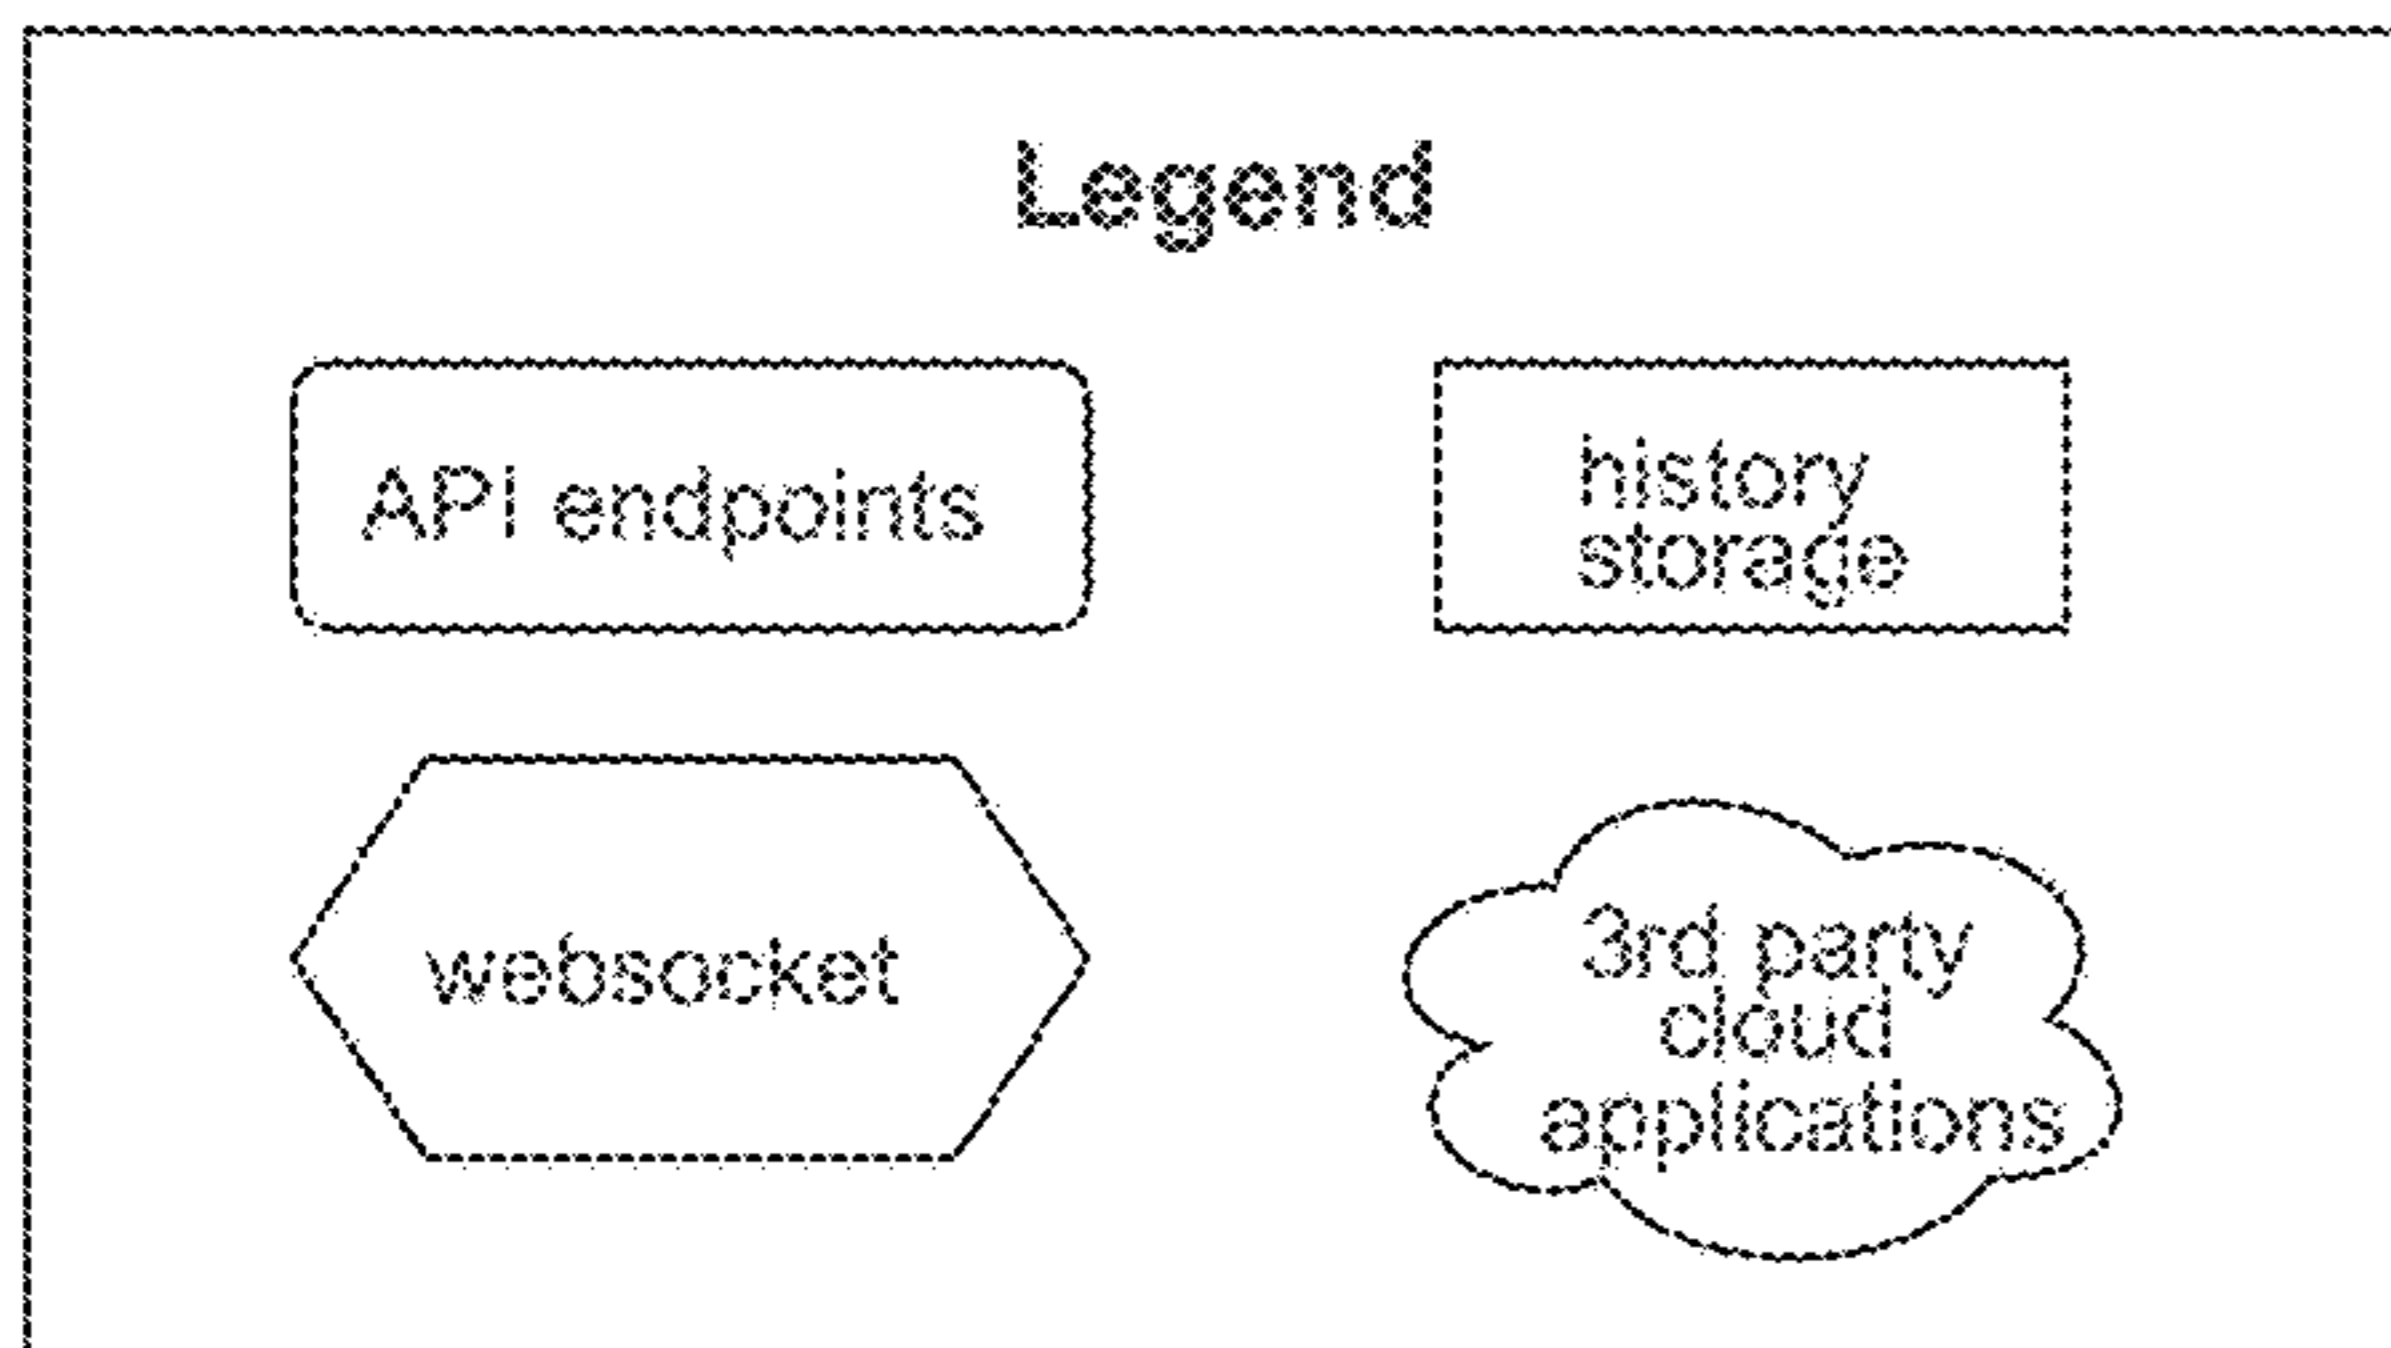 Legend
API endpoints
history
storage
websocket
3rd party
cloud
applications